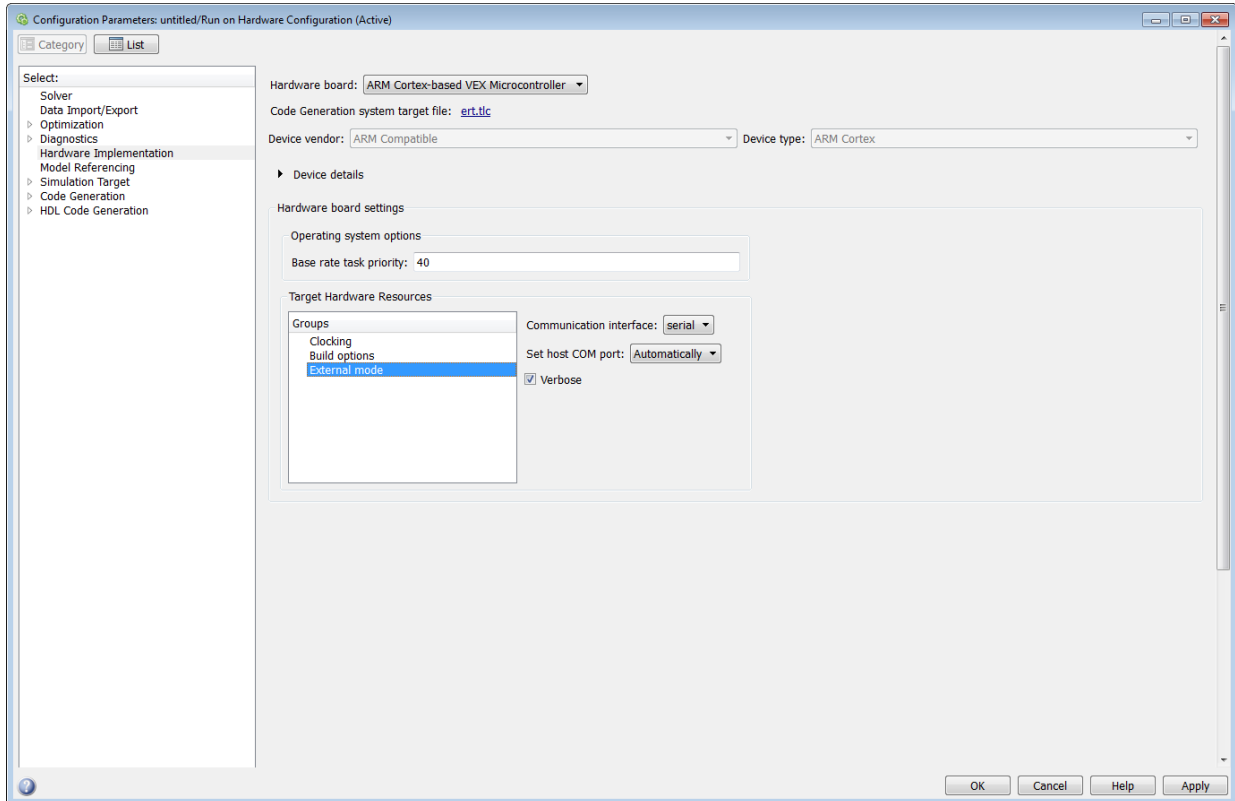 Configuration Parameters: untitled/Run on Hardware Configuration (Active)
Category List
Select:
Solver
Data Import/Export
Optimization
Diagnostics
Hardware Implementation
Model Referencing
Simulation Target
Code Generation
HDL Code Generation
Hardware board: ARM Cortex-based VEX Microcontroller
Code Generation system target file: ert.tlc
Device vendor: ARM Compatible Device type: ARM Cortex
Device details
Hardware board settings
Operating system options
Base rate task priority: 40
Target Hardware Resources
Groups
Clocking
Build options
External mode
Communication interface: serial
Set host COM port: Automatically
Verbose
OK Cancel Help Apply